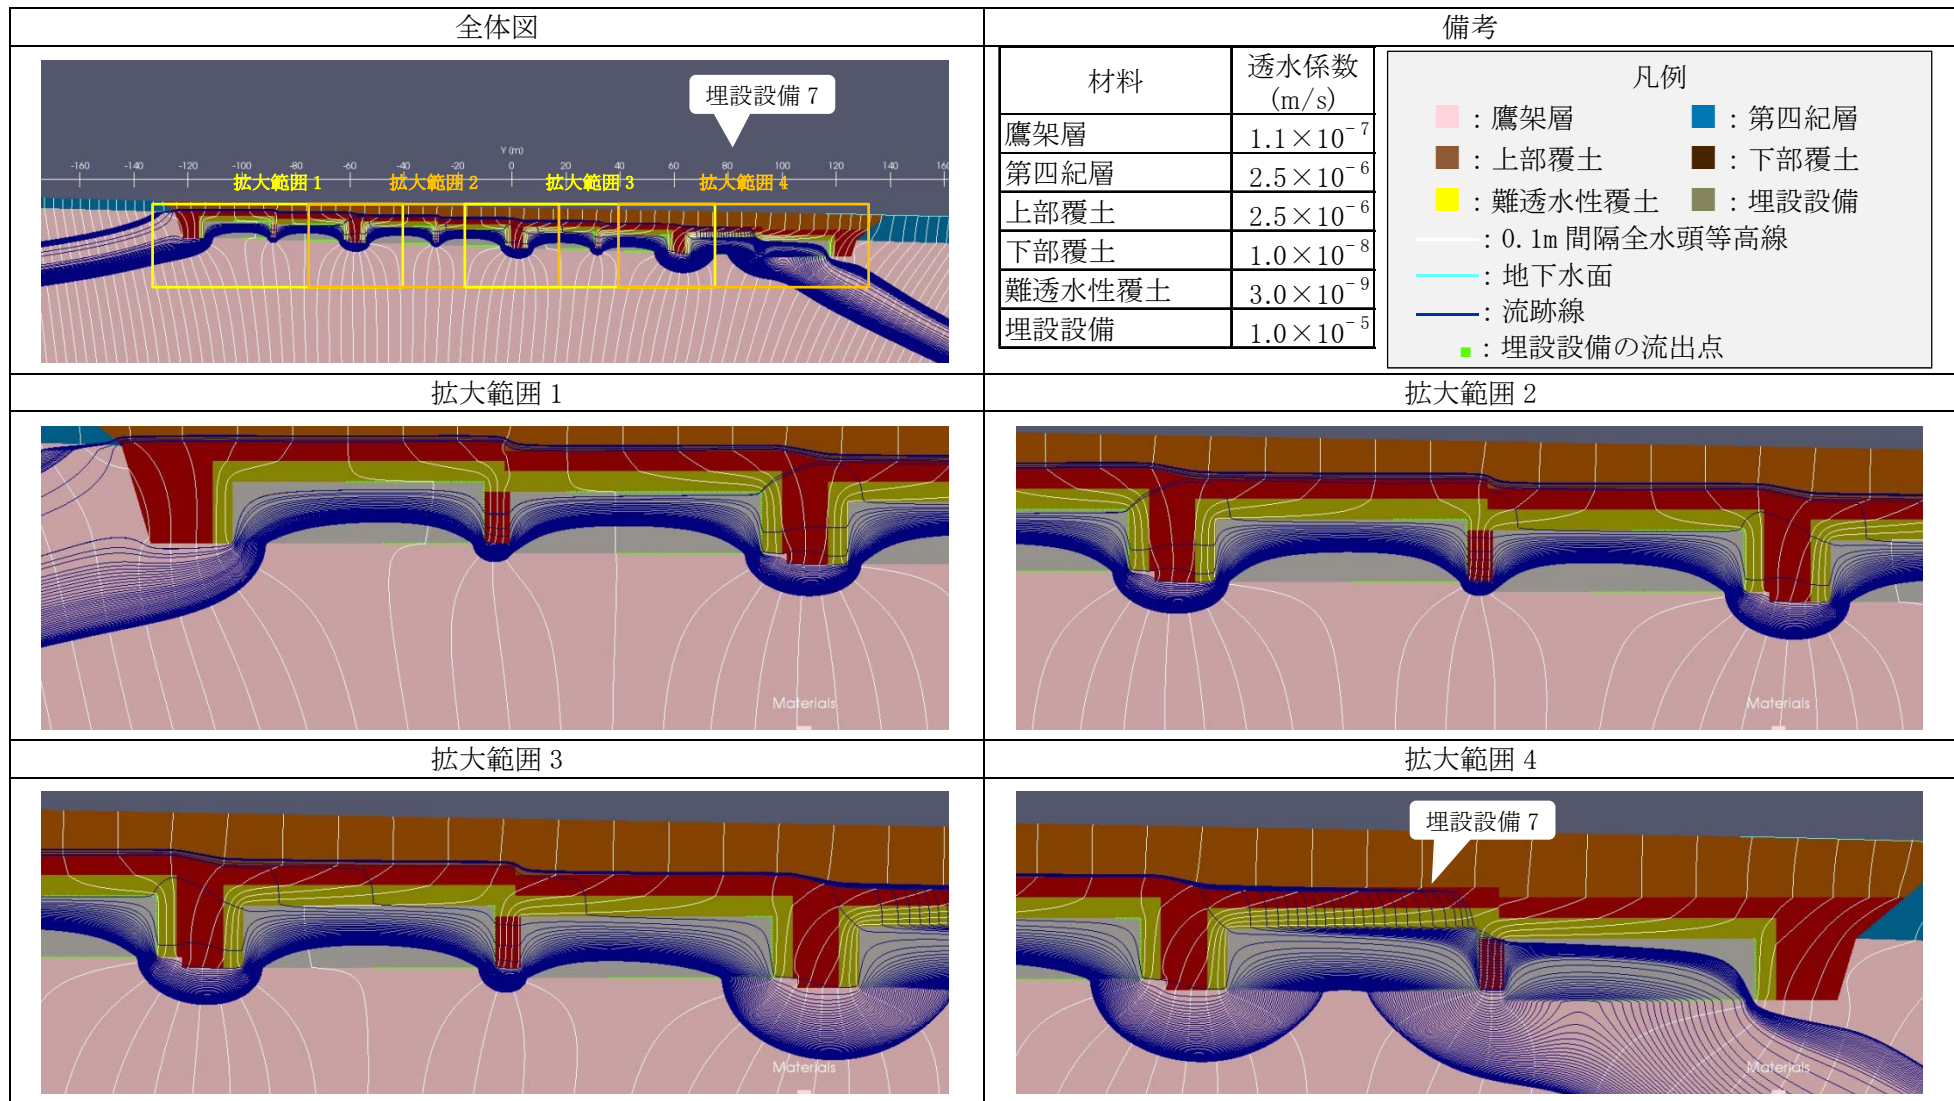 全体図
備考
埋設設備 7
Y (m)
-160 -140 -120 -100 -80 -60 -40 -20 0 20 40 60 80 100 120 140 160
拡大範囲 1 拡大範囲 2 拡大範囲 3 拡大範囲 4
材料 透水係数 (m/s)
鷹架層 1.1×10⁻⁷
第四紀層 2.5×10⁻⁶
上部覆土 2.5×10⁻⁶
下部覆土 1.0×10⁻⁸
難透水性覆土 3.0×10⁻⁹
埋設設備 1.0×10⁻⁵
凡例
：鷹架層 ：第四紀層
：上部覆土 ：下部覆土
：難透水性覆土 ：埋設設備
：0.1m 間隔全水頭等高線
：地下水面
：流跡線
：埋設設備の流出点
拡大範囲 1
拡大範囲 2
Materials
Materials
拡大範囲 3
拡大範囲 4
埋設設備 7
Materials
Materials